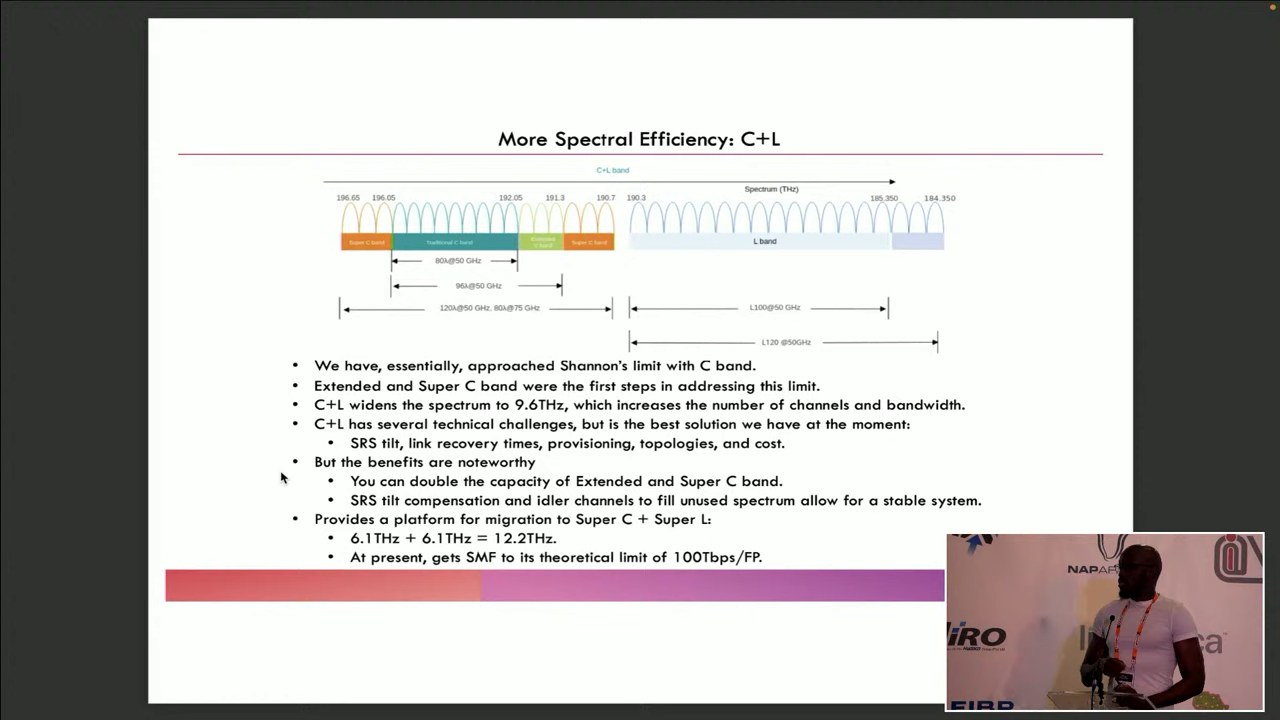 More Spectral Efficiency: C+L
C+L band
Spectrum (THz)
196.65 196.05 192.05 191.3 190.7 190.3 185.350 184.350
Super C band Traditional C band Extended C band Super C band L band
80λ@50 GHz
96λ@50 GHz
120λ@50 GHz, 80λ@75 GHz L100@50 GHz
L120 @50GHz
• We have, essentially, approached Shannon's limit with C band.
• Extended and Super C band were the first steps in addressing this limit.
• C+L widens the spectrum to 9.6THz, which increases the number of channels and bandwidth.
• C+L has several technical challenges, but is the best solution we have at the moment:
• SRS tilt, link recovery times, provisioning, topologies, and cost.
• But the benefits are noteworthy
• You can double the capacity of Extended and Super C band.
• SRS tilt compensation and idler channels to fill unused spectrum allow for a stable system.
• Provides a platform for migration to Super C + Super L:
• 6.1THz + 6.1THz = 12.2THz.
• At present, gets SMF to its theoretical limit of 100Tbps/FP.